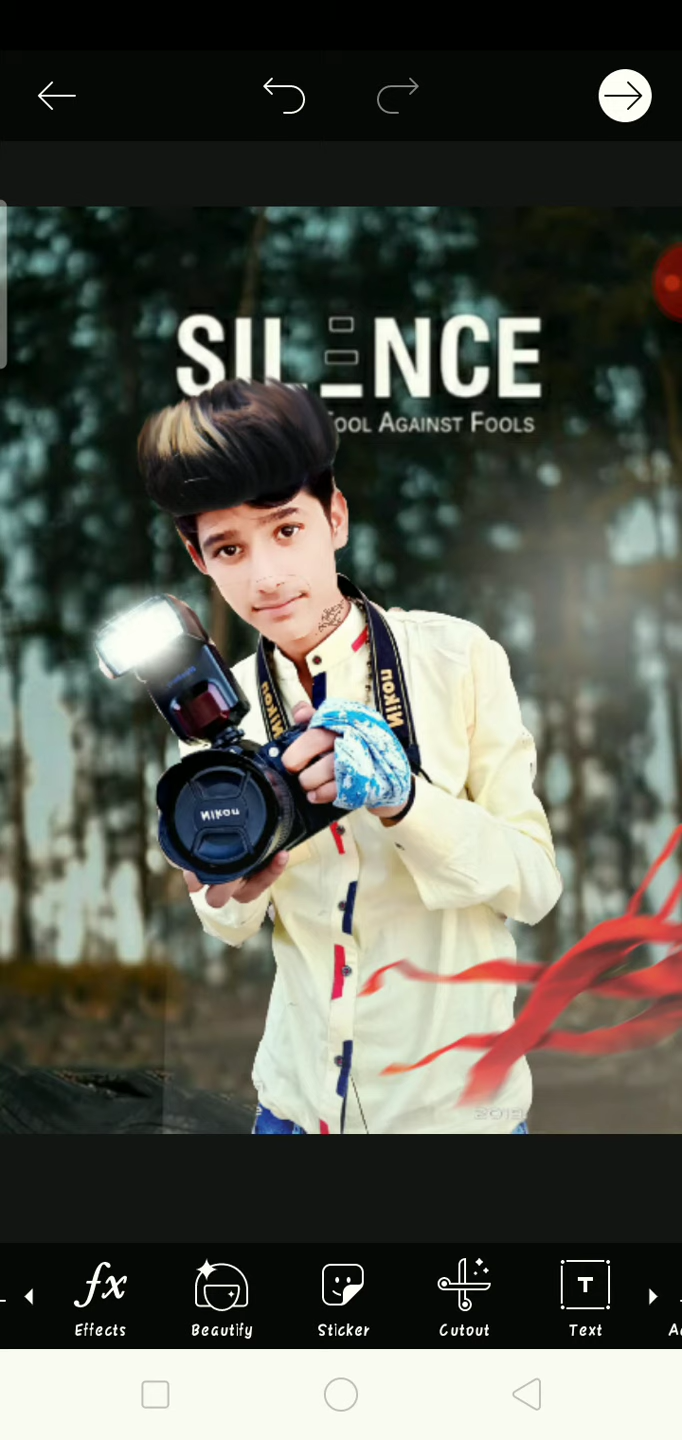 SILENCE
ool Against Fools
Nikon
Nikon
Nikon
Effects
Beautify
Sticker
Cutout
Text